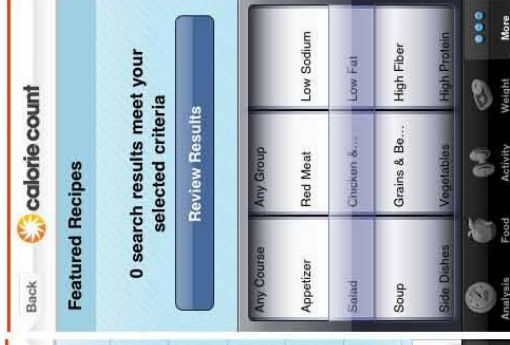 Back
calorie count
Featured Recipes
0 search results meet your
selected criteria
Review Results
Any Course
Any Group
Appetizer
Red Meat
Low Sodium
Salad
Chicken &...
Low Fat
Soup
Grains & Be...
High Fiber
Side Dishes
Vegetables
High Protein
Analysis
Food
Activity
Weight
More